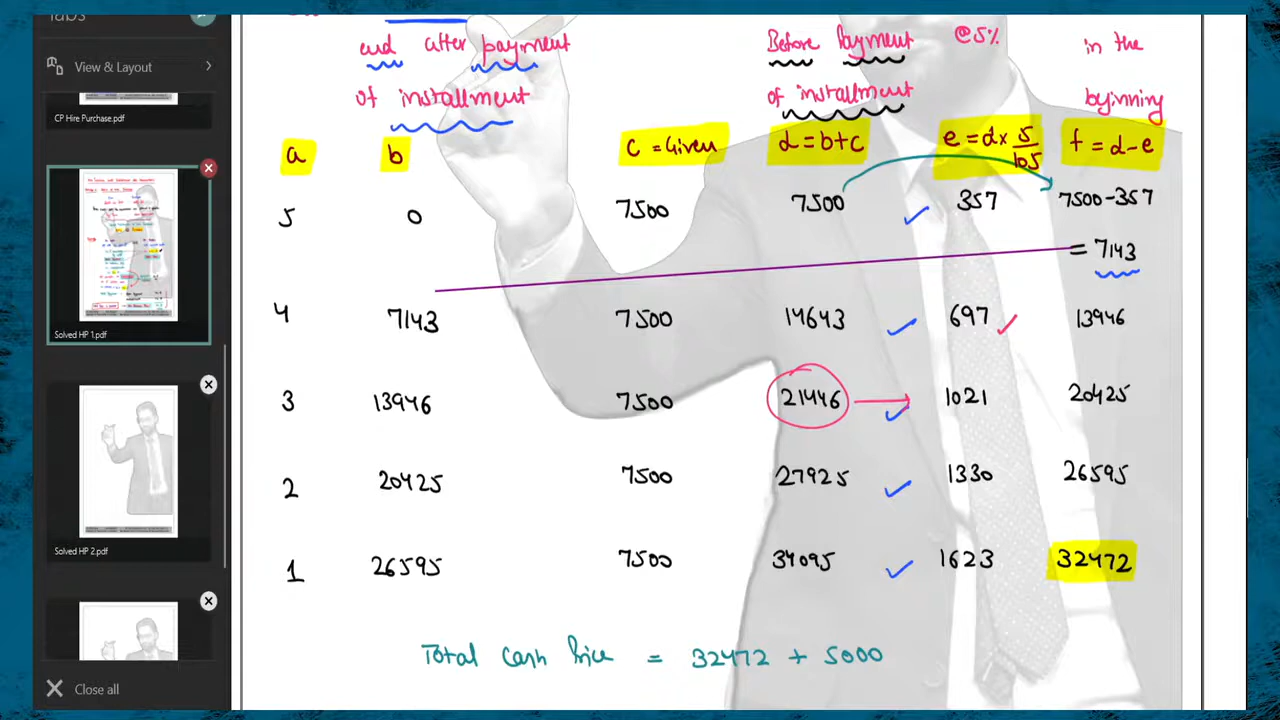 Tabs
View & Layout
CP Hire Purchase.pdf
Solved HP 1.pdf
Solved HP 2.pdf
Close all
end after payment Before Payment @5% in the
of installment of installment beginning
a b c = Given d = b+c e = d× 5/105 f = d-e
5 0 7500 7500 357 7500-357
= 7143
4 7143 7500 14643 697 13946
3 13946 7500 21446 1021 20425
2 20425 7500 27925 1330 26595
1 26595 7500 34095 1623 32472
Total Cash Price = 32472 + 5000